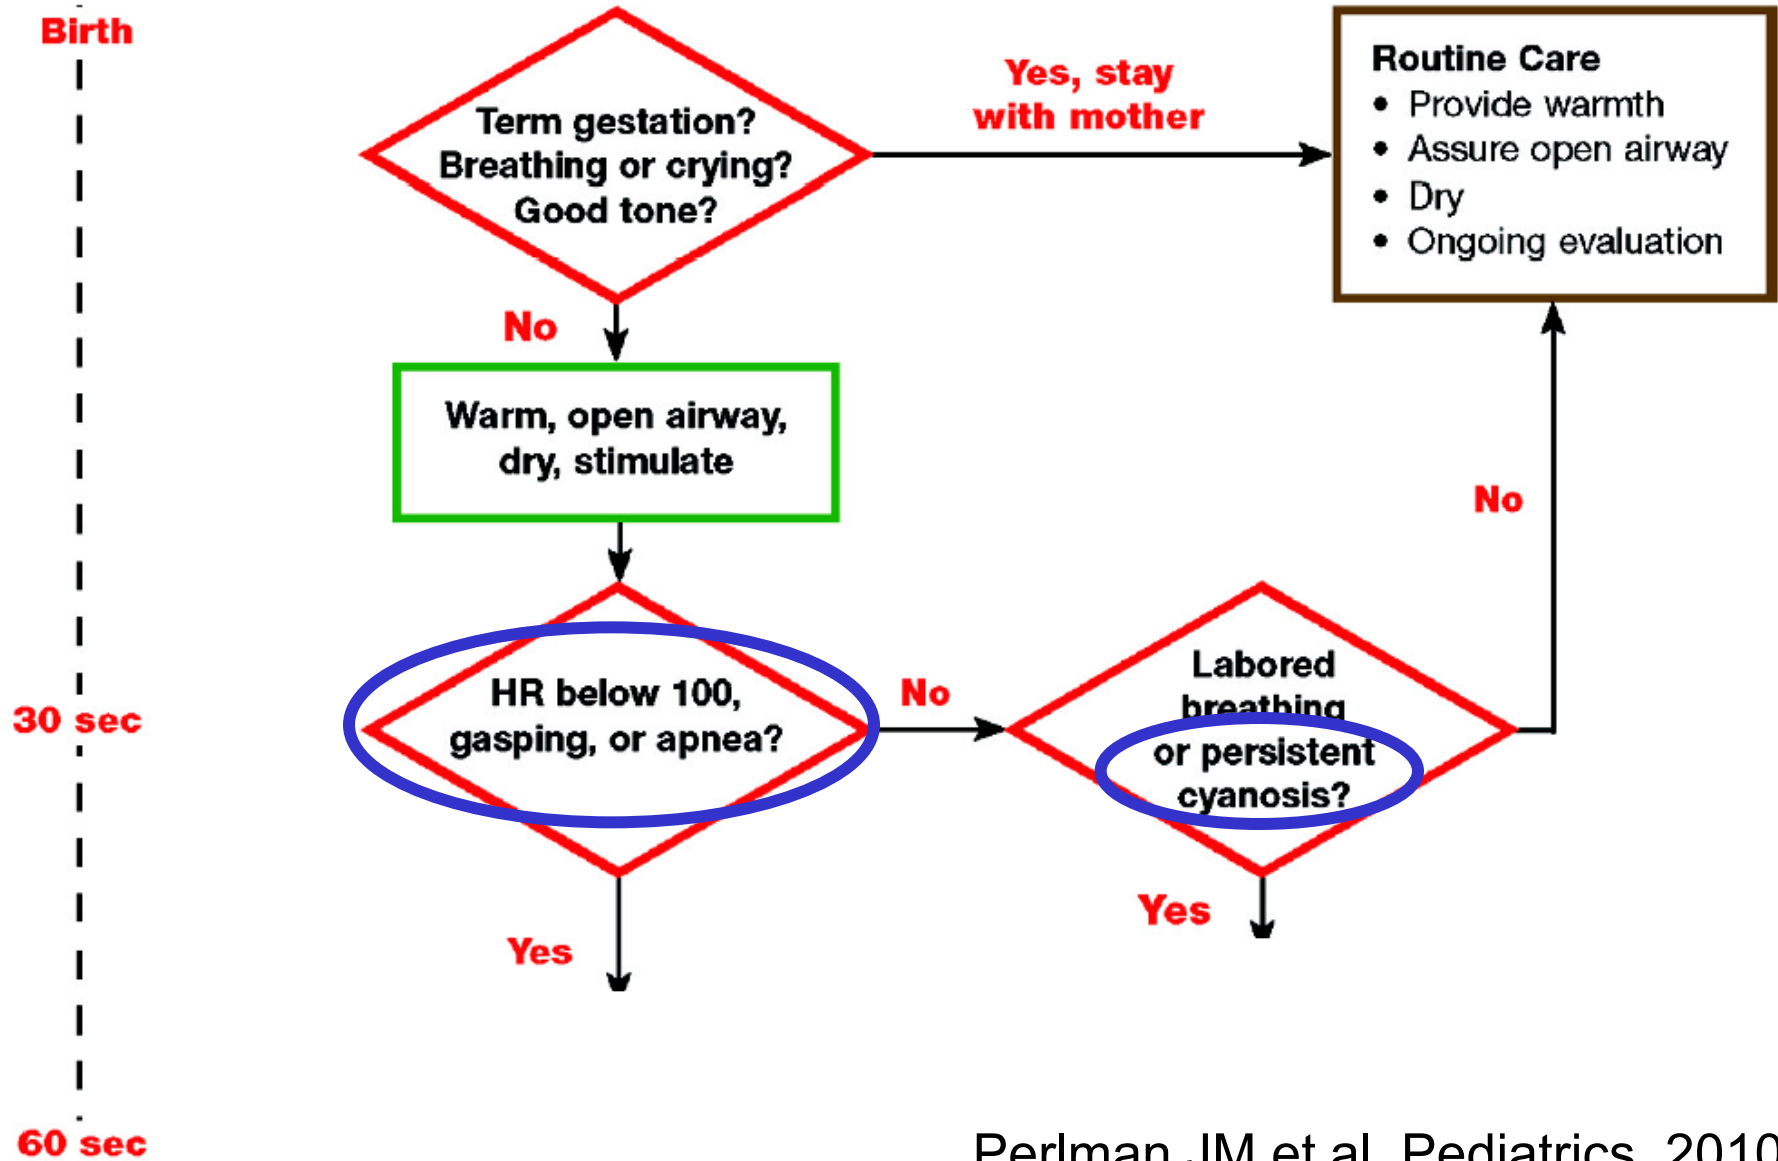 Birth
Term gestation?
Breathing or crying?
Good tone?
Yes, stay
with mother
Routine Care
• Provide warmth
• Assure open airway
• Dry
• Ongoing evaluation
No
Warm, open airway,
dry, stimulate
30 sec
HR below 100,
gasping, or apnea?
No
Labored
breathing
or persistent
cyanosis?
No
Yes
Yes
60 sec
Perlman JM et al, Pediatrics, 2010